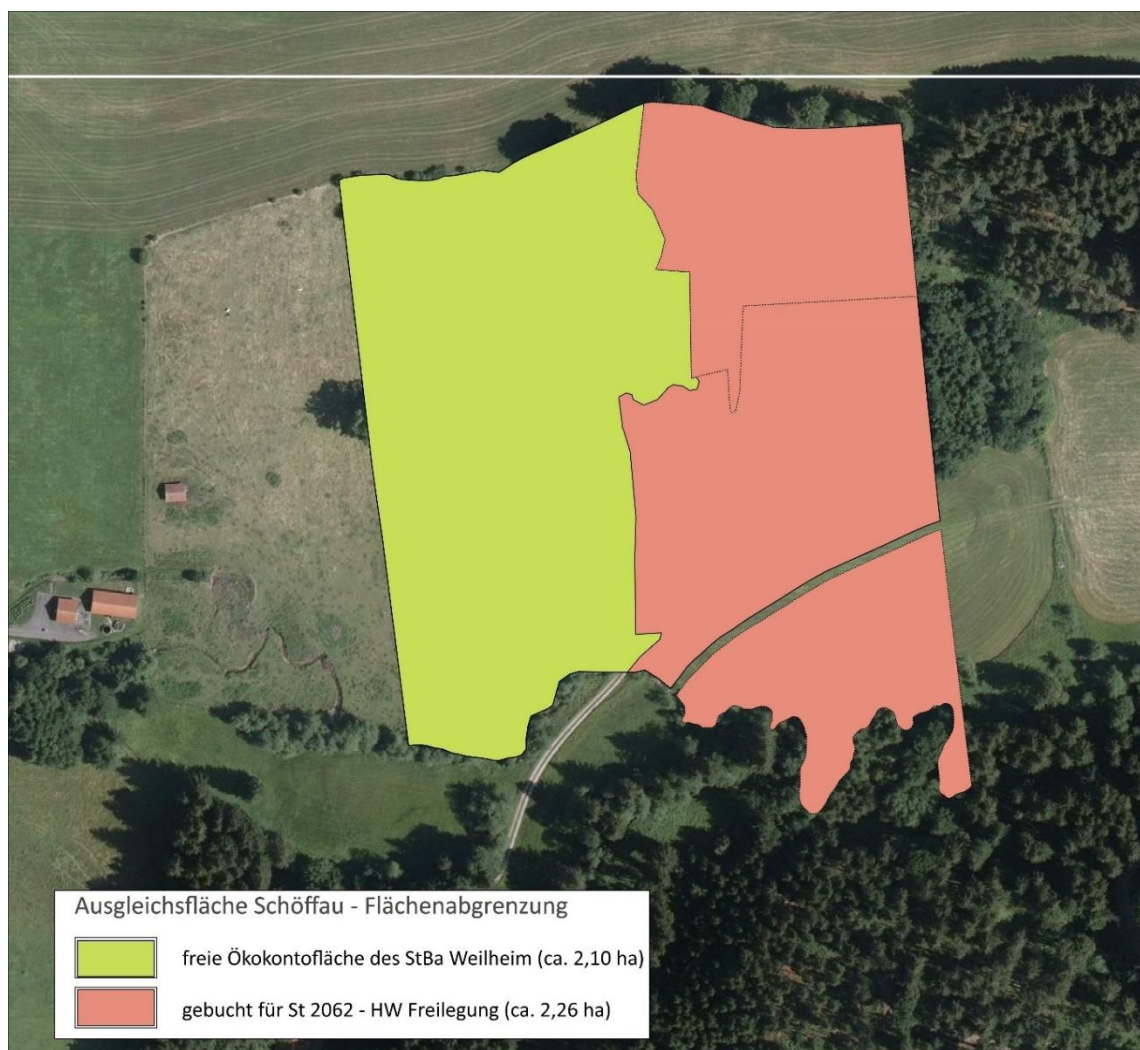 Ausgleichsfläche Schöffau - Flächenabgrenzung
freie Ökokontofläche des StBa Weilheim (ca. 2,10 ha)
gebucht für St 2062 - HW Freilegung (ca. 2,26 ha)